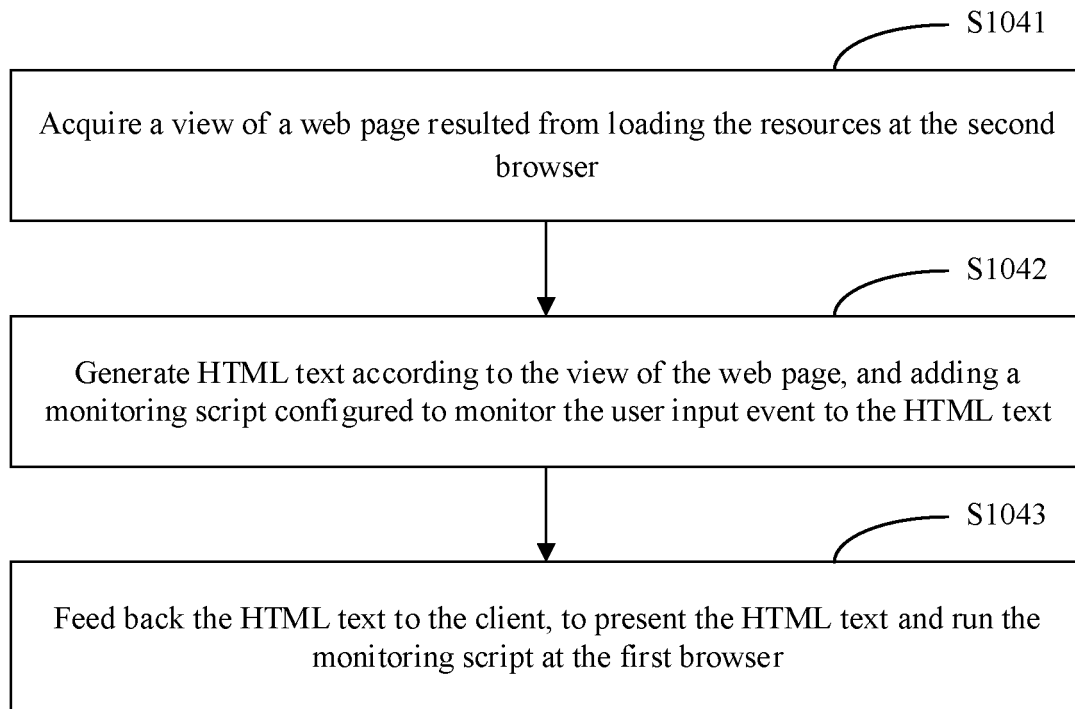 S1041
Acquire a view of a web page resulted from loading the resources at the second
browser
S1042
Generate HTML text according to the view of the web page, and adding a
monitoring script configured to monitor the user input event to the HTML text
S1043
Feed back the HTML text to the client, to present the HTML text and run the
monitoring script at the first browser